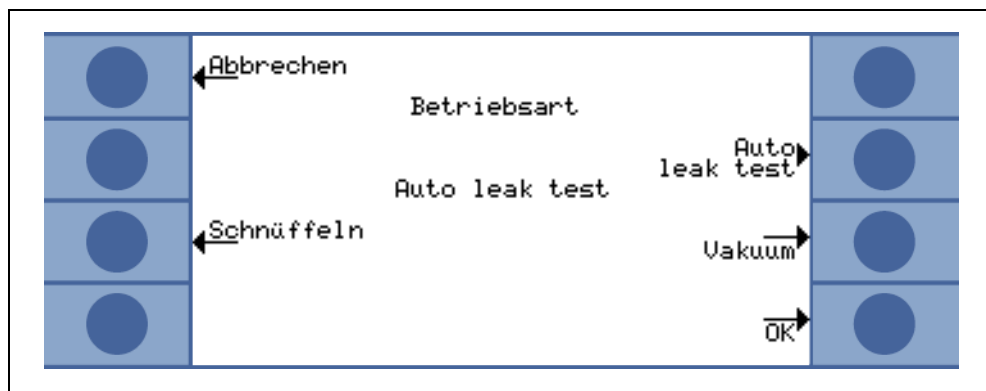 Abbrechen
Betriebsart
Auto
leak test
Auto leak test
Schnüffeln
Vakuum
OK